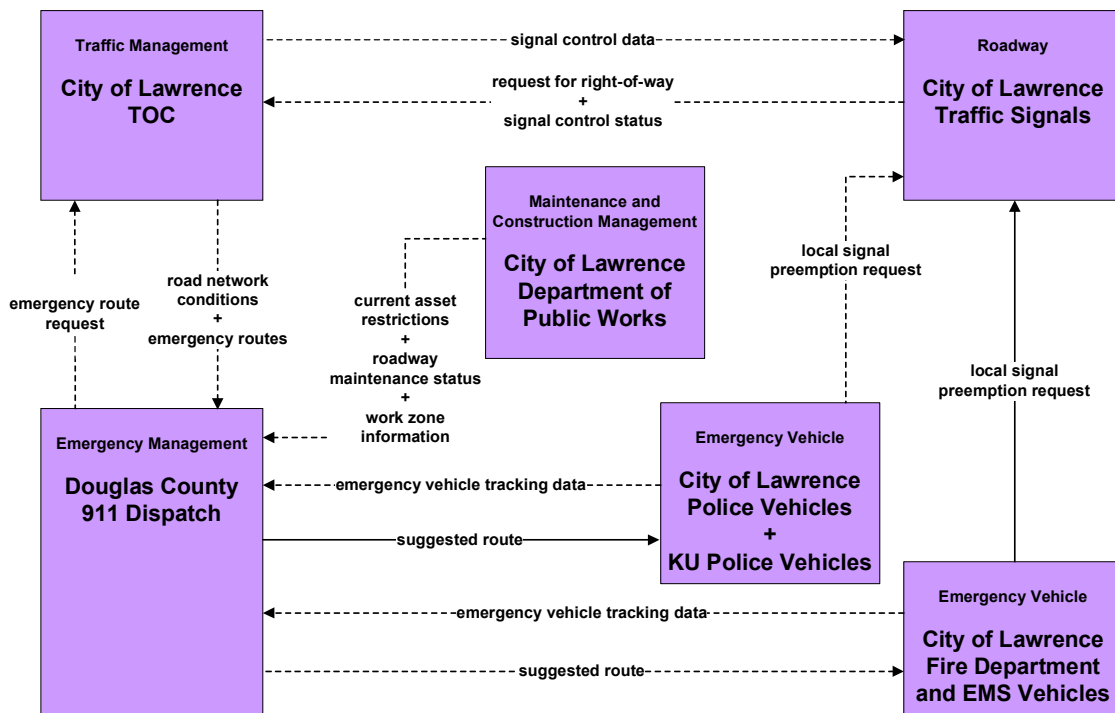 Traffic Management
City of Lawrence
TOC
signal control data
request for right-of-way
+
signal control status
Roadway
City of Lawrence
Traffic Signals
Maintenance and
Construction Management
City of Lawrence
Department of
Public Works
local signal
preemption request
emergency route
request
road network
conditions
+
emergency routes
current asset
restrictions
+
roadway
maintenance status
+
work zone
information
local signal
preemption request
Emergency Management
Douglas County
911 Dispatch
emergency vehicle tracking data
suggested route
Emergency Vehicle
City of Lawrence
Police Vehicles
+
KU Police Vehicles
emergency vehicle tracking data
suggested route
Emergency Vehicle
City of Lawrence
Fire Department
and EMS Vehicles